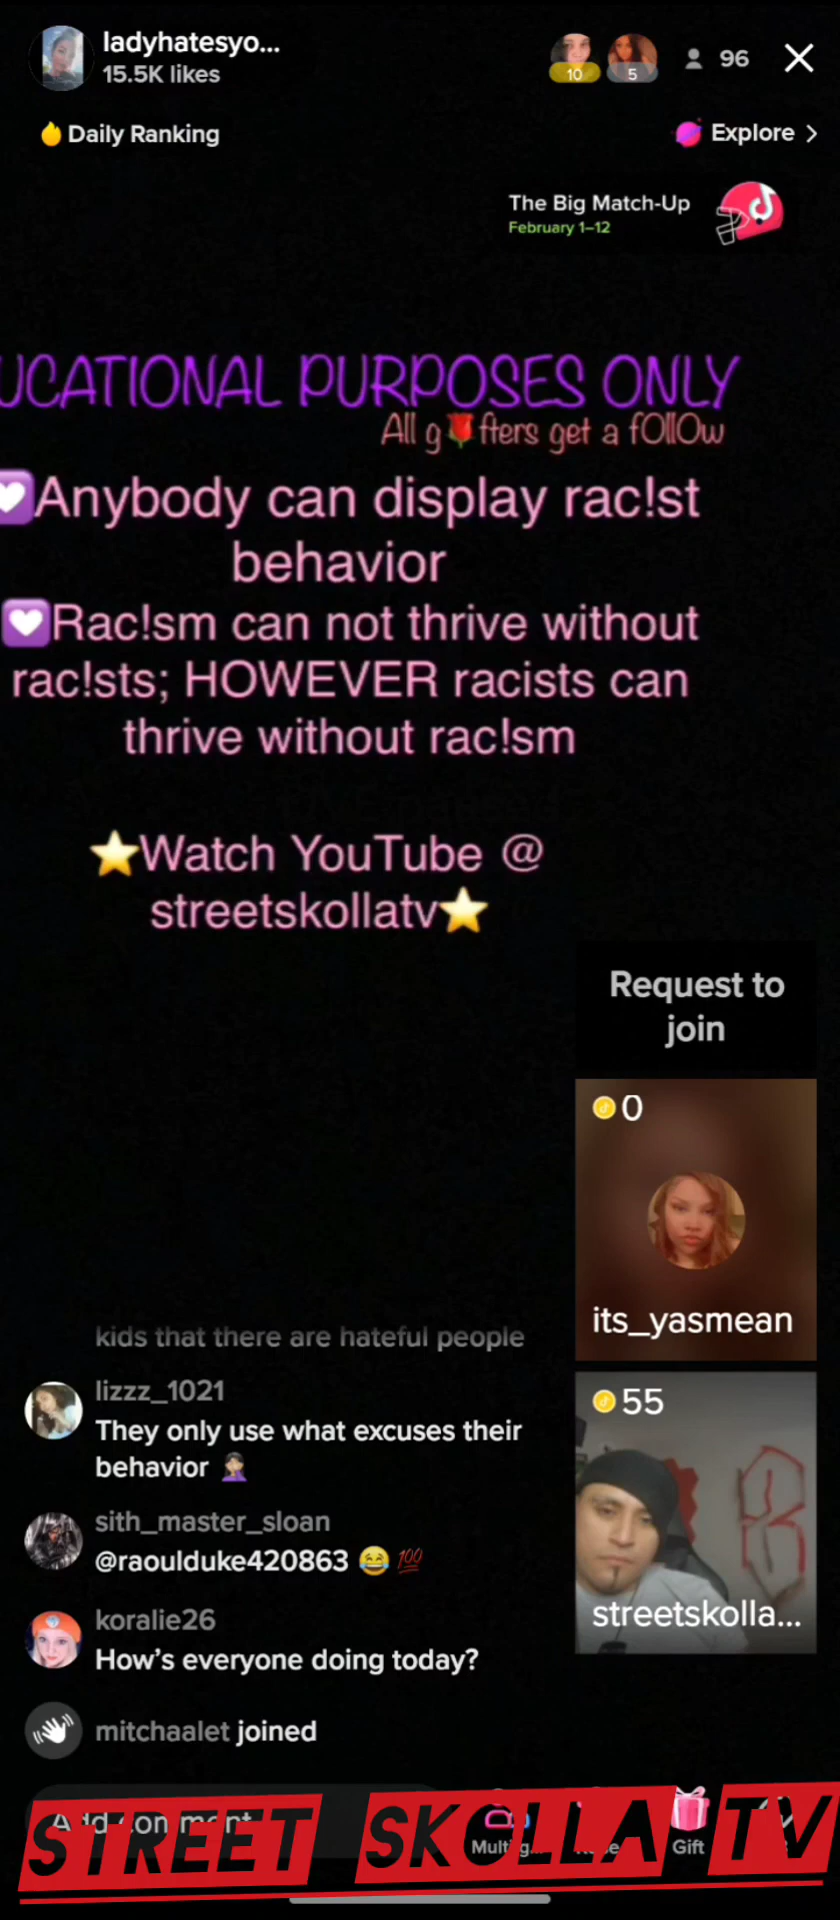 ladyhatesyo...
15.5K likes
10
5
96
Daily Ranking
Explore >
The Big Match-Up
February 1–12
UCATIONAL PURPOSES ONLY
All g🌹fters get a fOllOw
💟Anybody can display rac!st
behavior
💟Rac!sm can not thrive without
rac!sts; HOWEVER racists can
thrive without rac!sm
⭐Watch YouTube @
streetskollatv⭐
Request to
join
0
its_yasmean
55
streetskolla...
kids that there are hateful people
lizzz_1021
They only use what excuses their
behavior 🤦🏻‍♀️
sith_master_sloan
@raoulduke420863 😂 💯
koralie26
How's everyone doing today?
mitchaalet joined
Add comment
Gift
STREET SKOLLA TV